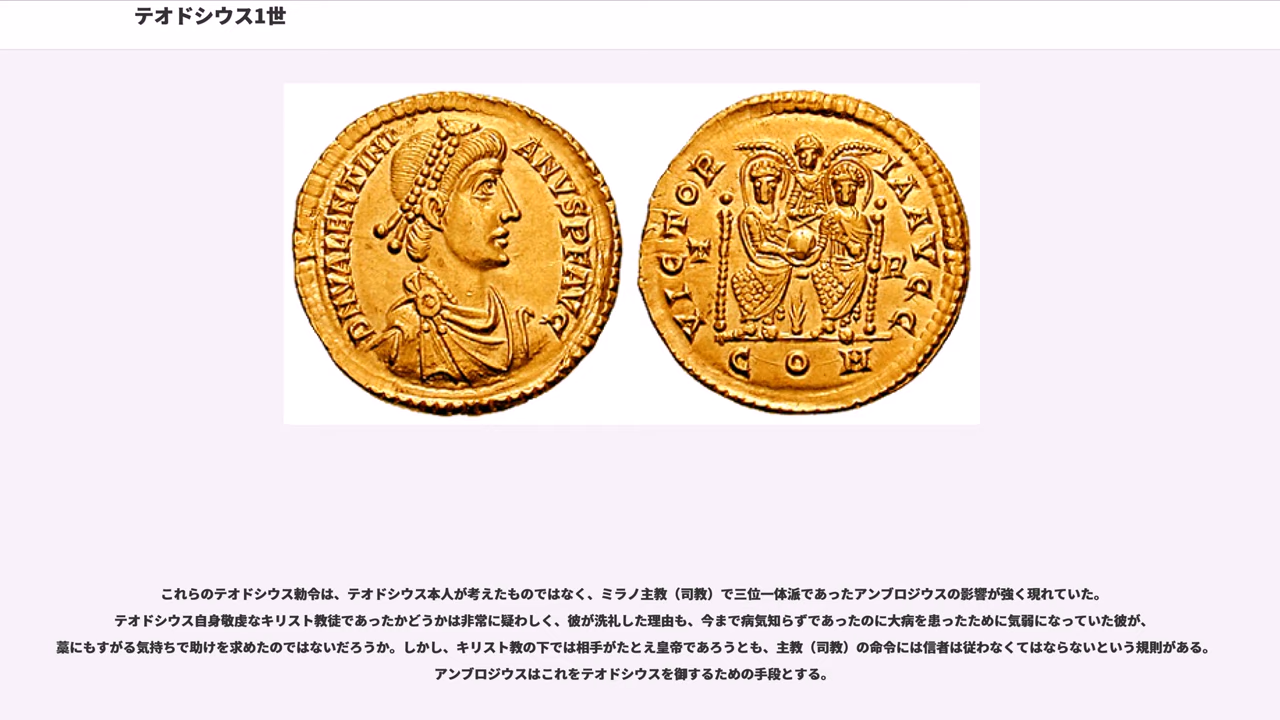 テオドシウス1世
DNVALENTINI ANVSPFAVG
VICTOR IAAVGG
T R
COM
これらのテオドシウス勅令は、テオドシウス本人が考えたものではなく、ミラノ主教（司教）で三位一体派であったアンブロジウスの影響が強く現れていた。
テオドシウス自身敬虔なキリスト教徒であったかどうかは非常に疑わしく、彼が洗礼した理由も、今まで病気知らずであったのに大病を患ったために気弱になっていた彼が、
藁にもすがる気持ちで助けを求めたのではないだろうか。しかし、キリスト教の下では相手がたとえ皇帝であろうとも、主教（司教）の命令には信者は従わなくてはならないという規則がある。
アンブロジウスはこれをテオドシウスを御するための手段とする。